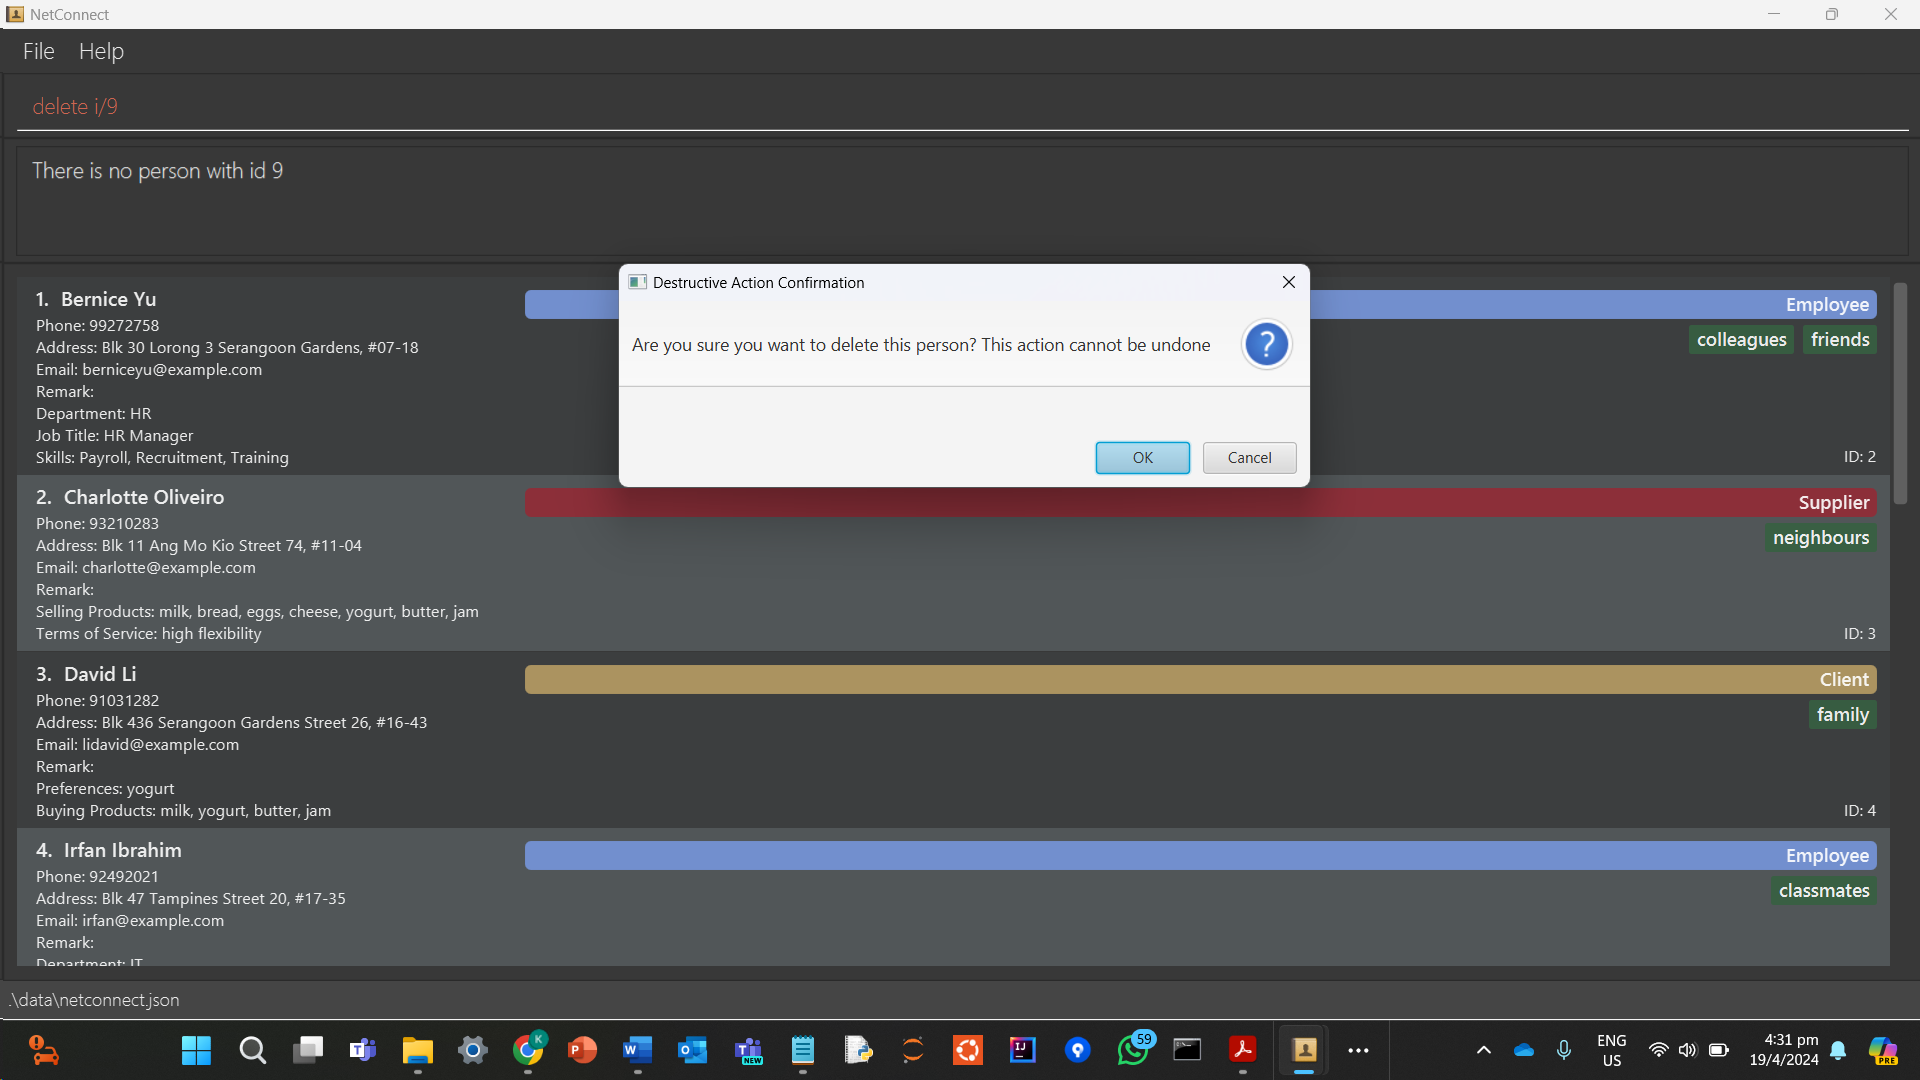 NetConnect
File Help
delete i/9
There is no person with id 9
Destructive Action Confirmation
Are you sure you want to delete this person? This action cannot be undone
?
OK Cancel
1. Bernice Yu
Employee
Phone: 99272758
colleagues friends
Address: Blk 30 Lorong 3 Serangoon Gardens, #07-18
Email: berniceyu@example.com
Remark:
Department: HR
Job Title: HR Manager
Skills: Payroll, Recruitment, Training
ID: 2
2. Charlotte Oliveiro
Supplier
Phone: 93210283
neighbours
Address: Blk 11 Ang Mo Kio Street 74, #11-04
Email: charlotte@example.com
Remark:
Selling Products: milk, bread, eggs, cheese, yogurt, butter, jam
Terms of Service: high flexibility
ID: 3
3. David Li
Client
Phone: 91031282
family
Address: Blk 436 Serangoon Gardens Street 26, #16-43
Email: lidavid@example.com
Remark:
Preferences: yogurt
Buying Products: milk, yogurt, butter, jam
ID: 4
4. Irfan Ibrahim
Employee
Phone: 92492021
classmates
Address: Blk 47 Tampines Street 20, #17-35
Email: irfan@example.com
Remark:
Department: IT
.\data\netconnect.json
K
P
W
NEW
IJ
59
ENG
US
4:31 pm
19/4/2024
PRE